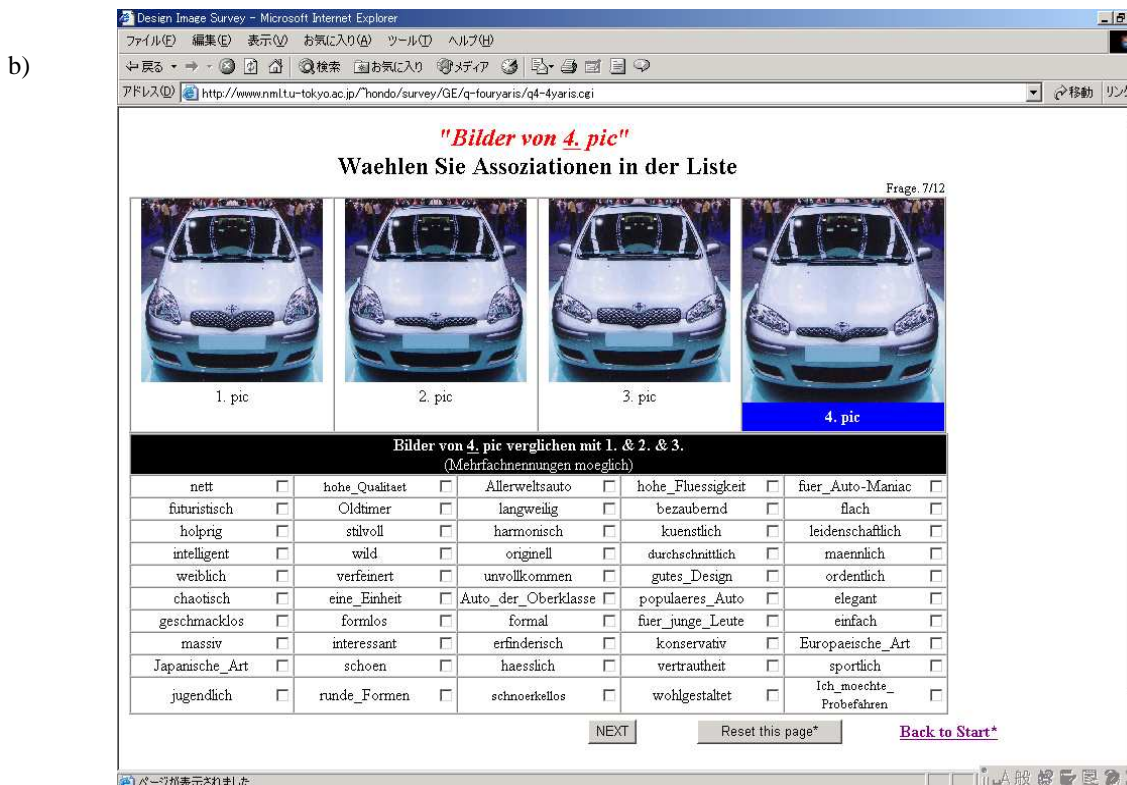 b)
Design Image Survey - Microsoft Internet Explorer
ファイル(F) 編集(E) 表示(V) お気に入り(A) ツール(T) ヘルプ(H)
戻る 検索 お気に入り メディア
アドレス(D) http://www.nml.t.u-tokyo.ac.jp/~hondo/survey/GE/q-fouryaris/q4-4yaris.cgi 移動 リンク
"Bilder von 4. pic"
Waehlen Sie Assoziationen in der Liste
Frage. 7/12
1. pic 2. pic 3. pic 4. pic
Bilder von 4. pic verglichen mit 1. & 2. & 3.
(Mehrfachnennungen moeglich)
nett hohe_Qualitaet Allerweltsauto hohe_Fluessigkeit fuer_Auto-Maniac
futuristisch Oldtimer langweilig bezaubernd flach
holprig stilvoll harmonisch kuenstlich leidenschaftlich
intelligent wild originell durchschnittlich maennlich
weiblich verfeinert unvollkommen gutes_Design ordentlich
chaotisch eine_Einheit Auto_der_Oberklasse populaeres_Auto elegant
geschmacklos formlos formal fuer_junge_Leute einfach
massiv interessant erfinderisch konservativ Europaeische_Art
Japanische_Art schoen haesslich vertrautheit sportlich
jugendlich runde_Formen schnoerkellos wohlgestaltet Ich_moechte_
Probefahren
NEXT Reset this page* Back to Start*
ページが表示されました
A 般